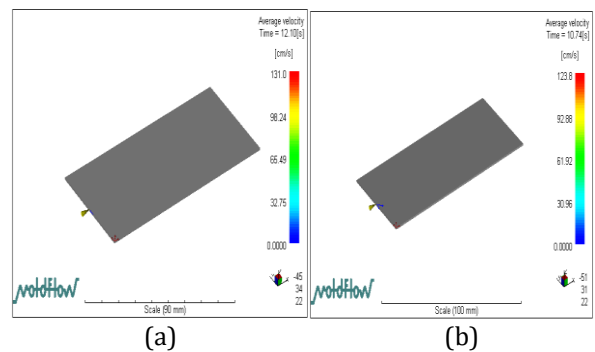 Average velocity
Time = 12.10[s]
[cm/s]
131.0
98.24
65.49
32.75
0.0000
-45
34
22
moldflow
Scale (90 mm)
(a)
Average velocity
Time = 10.74[s]
[cm/s]
123.8
92.88
61.92
30.96
0.0000
-51
31
22
moldflow
Scale (100 mm)
(b)